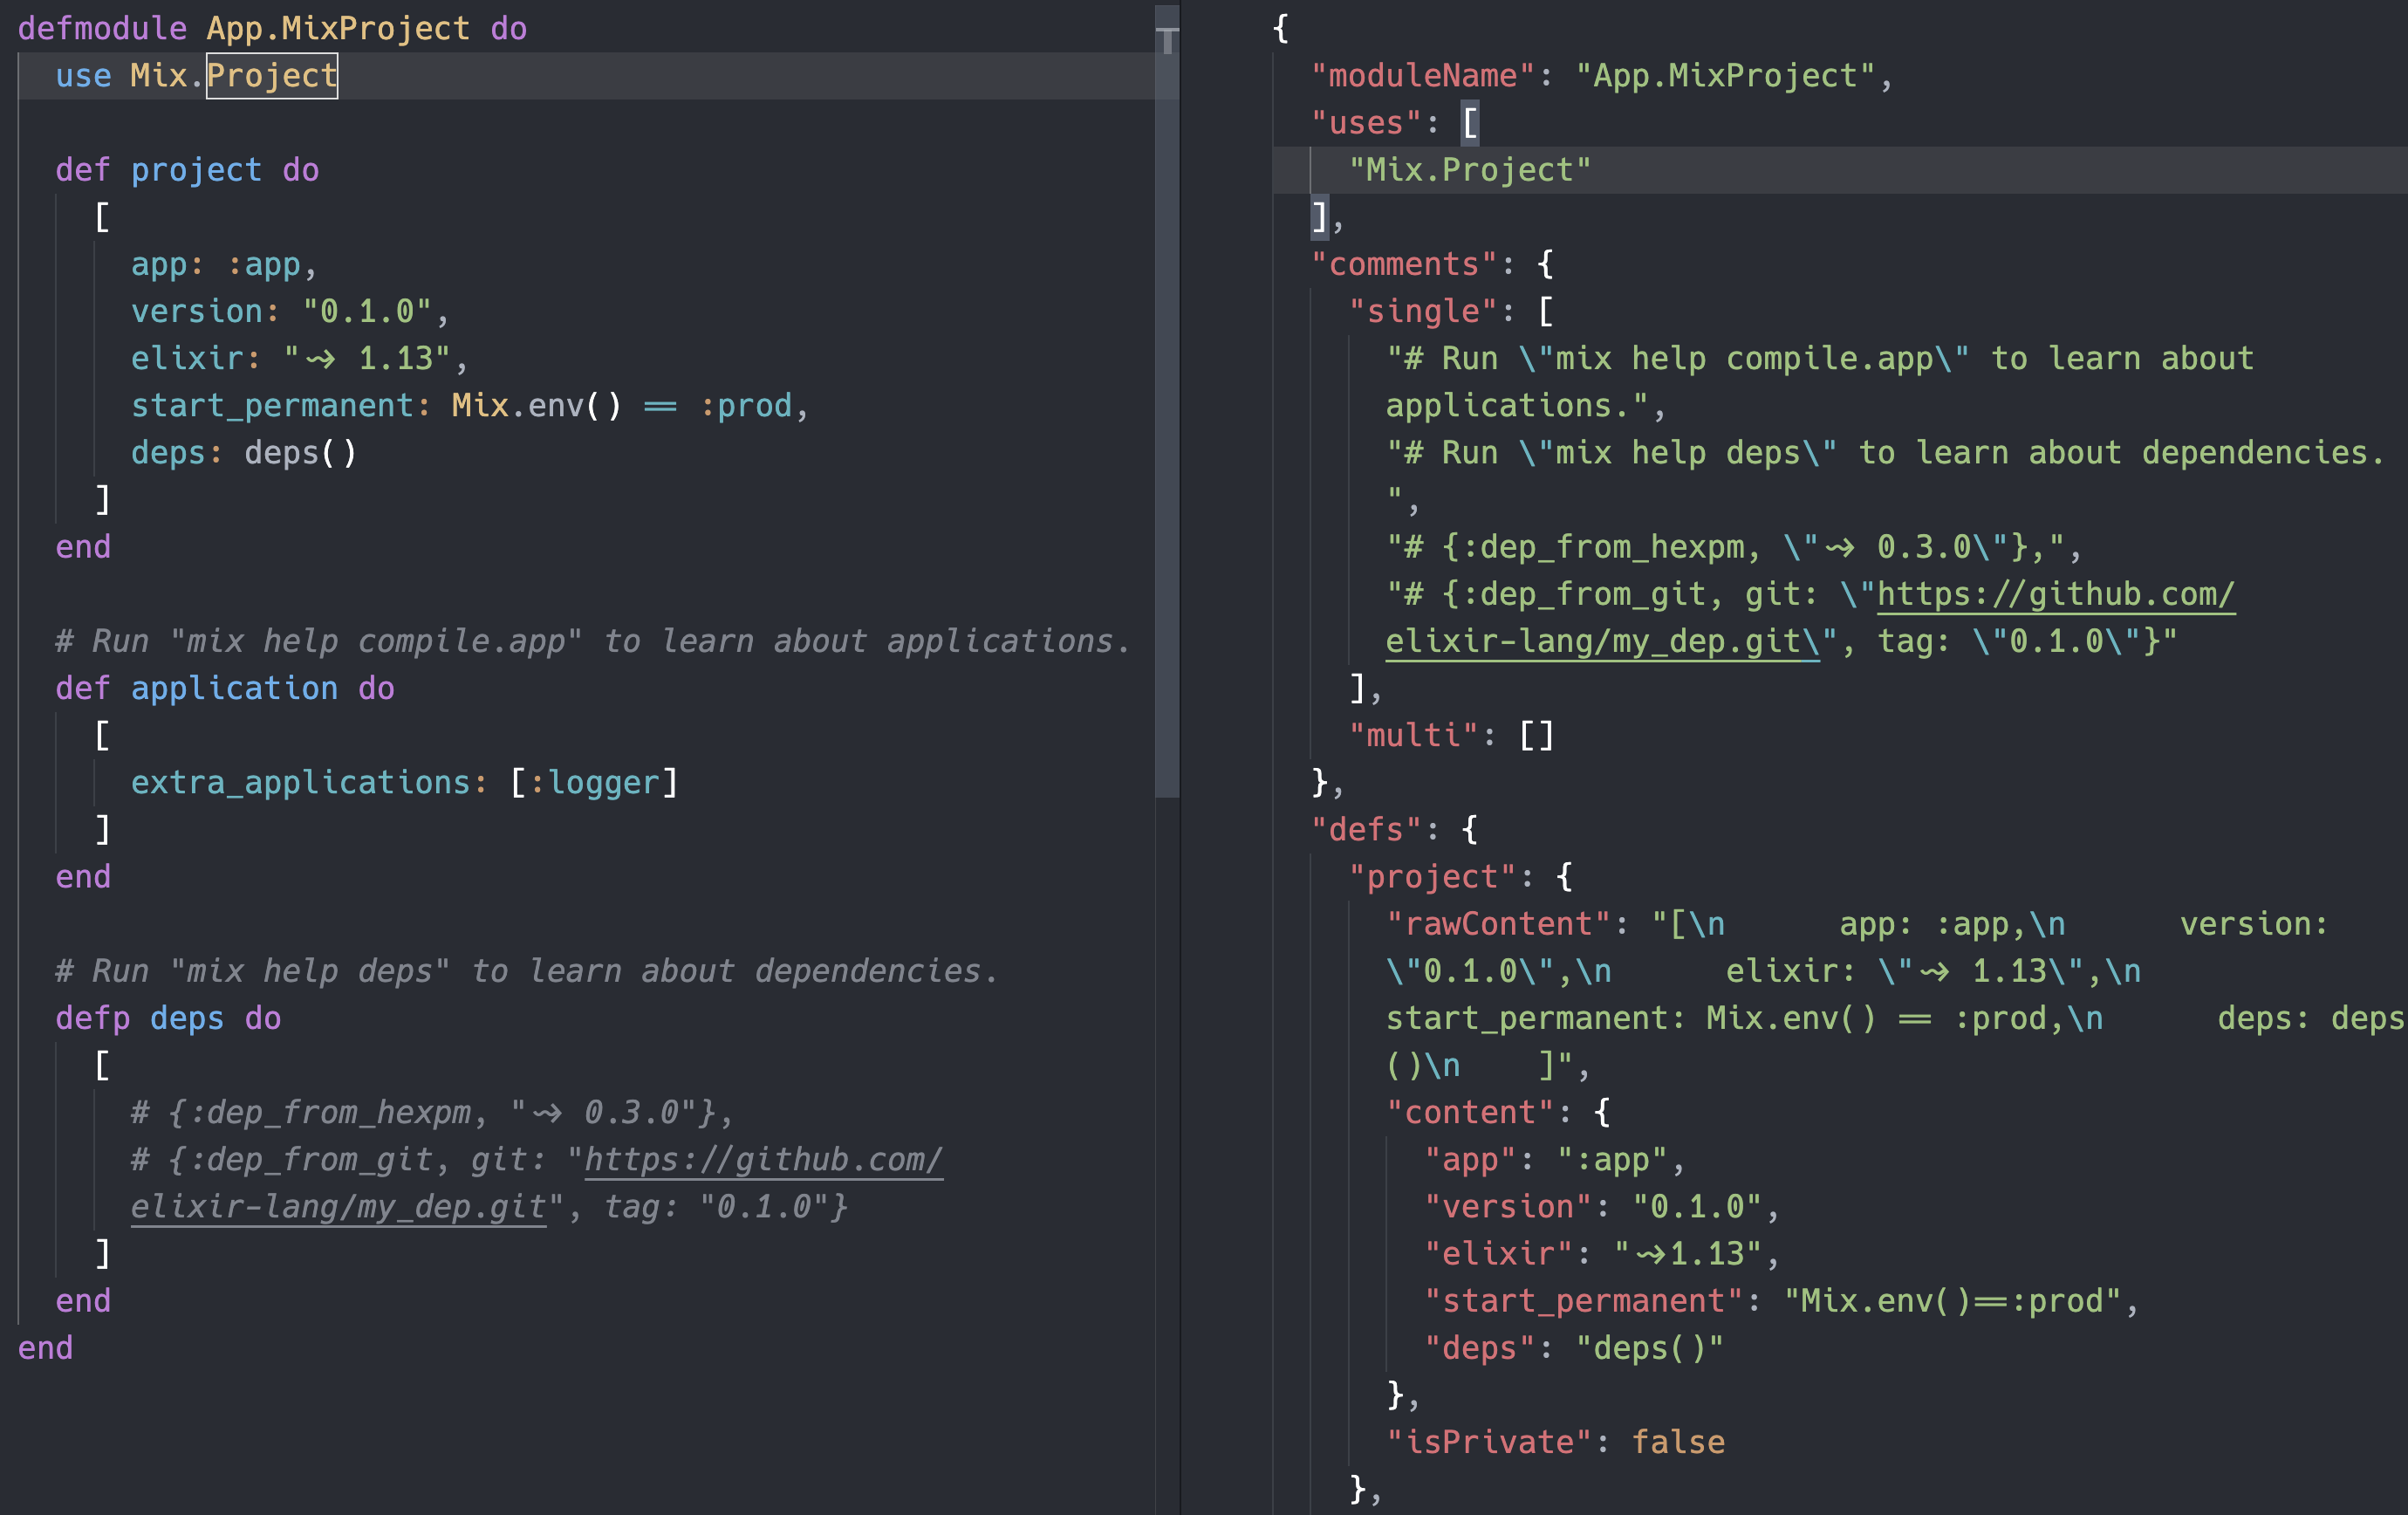 defmodule App.MixProject do
  use Mix.Project

  def project do
    [
      app: :app,
      version: "0.1.0",
      elixir: "~> 1.13",
      start_permanent: Mix.env() == :prod,
      deps: deps()
    ]
  end

  # Run "mix help compile.app" to learn about applications.
  def application do
    [
      extra_applications: [:logger]
    ]
  end

  # Run "mix help deps" to learn about dependencies.
  defp deps do
    [
      # {:dep_from_hexpm, "~> 0.3.0"},
      # {:dep_from_git, git: "https://github.com/
      elixir-lang/my_dep.git", tag: "0.1.0"}
    ]
  end
end
{
  "moduleName": "App.MixProject",
  "uses": [
    "Mix.Project"
  ],
  "comments": {
    "single": [
      "# Run \"mix help compile.app\" to learn about
      applications.",
      "# Run \"mix help deps\" to learn about dependencies.
      ",
      "# {:dep_from_hexpm, \"~> 0.3.0\"},",
      "# {:dep_from_git, git: \"https://github.com/
      elixir-lang/my_dep.git\", tag: \"0.1.0\"}"
    ],
    "multi": []
  },
  "defs": {
    "project": {
      "rawContent": "[\n      app: :app,\n      version:
      \"0.1.0\",\n      elixir: \"~> 1.13\",\n
      start_permanent: Mix.env() == :prod,\n      deps: deps
      ()\n    ]",
      "content": {
        "app": ":app",
        "version": "0.1.0",
        "elixir": "~>1.13",
        "start_permanent": "Mix.env()==:prod",
        "deps": "deps()"
      },
      "isPrivate": false
    },